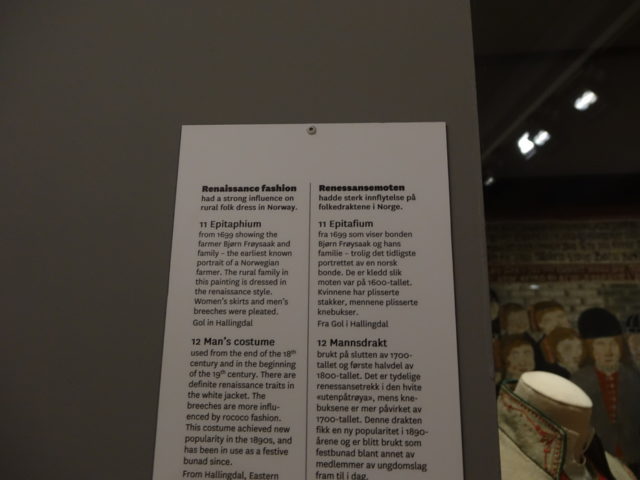 Renaissance fashion
had a strong influence on
rural folk dress in Norway.
11 Epitaphium
from 1699 showing the
farmer Bjørn Frøysaak and
family – the earliest known
portrait of a Norwegian
farmer. The rural family in
this painting is dressed in
the renaissance style.
Women's skirts and men's
breeches were pleated.
Gol in Hallingdal
12 Man's costume
used from the end of the 18th
century and in the beginning
of the 19th century. There are
definite renaissance traits in
the white jacket. The
breeches are more influ-
enced by rococo fashion.
This costume achieved new
popularity in the 1890s, and
has been in use as a festive
bunad since.
From Hallingdal, Eastern
Renessansemoten
hadde sterk innflytelse på
folkedraktene i Norge.
11 Epitafium
fra 1699 som viser bonden
Bjørn Frøysaak og hans
familie – trolig det tidligste
portrettet av en norsk
bonde. De er kledd slik
moten var på 1600-tallet.
Kvinnene har plisserte
stakker, mennene plisserte
knebukser.
Fra Gol i Hallingdal
12 Mannsdrakt
brukt på slutten av 1700-
tallet og første halvdel av
1800-tallet. Det er tydelige
renessansetrekk i den hvite
«utenpåtrøya», mens kne-
buksene er mer påvirket av
1700-tallet. Denne drakten
fikk en ny popularitet i 1890-
årene og er blitt brukt som
festbunad blant annet av
medlemmer av ungdomslag
fram til i dag.